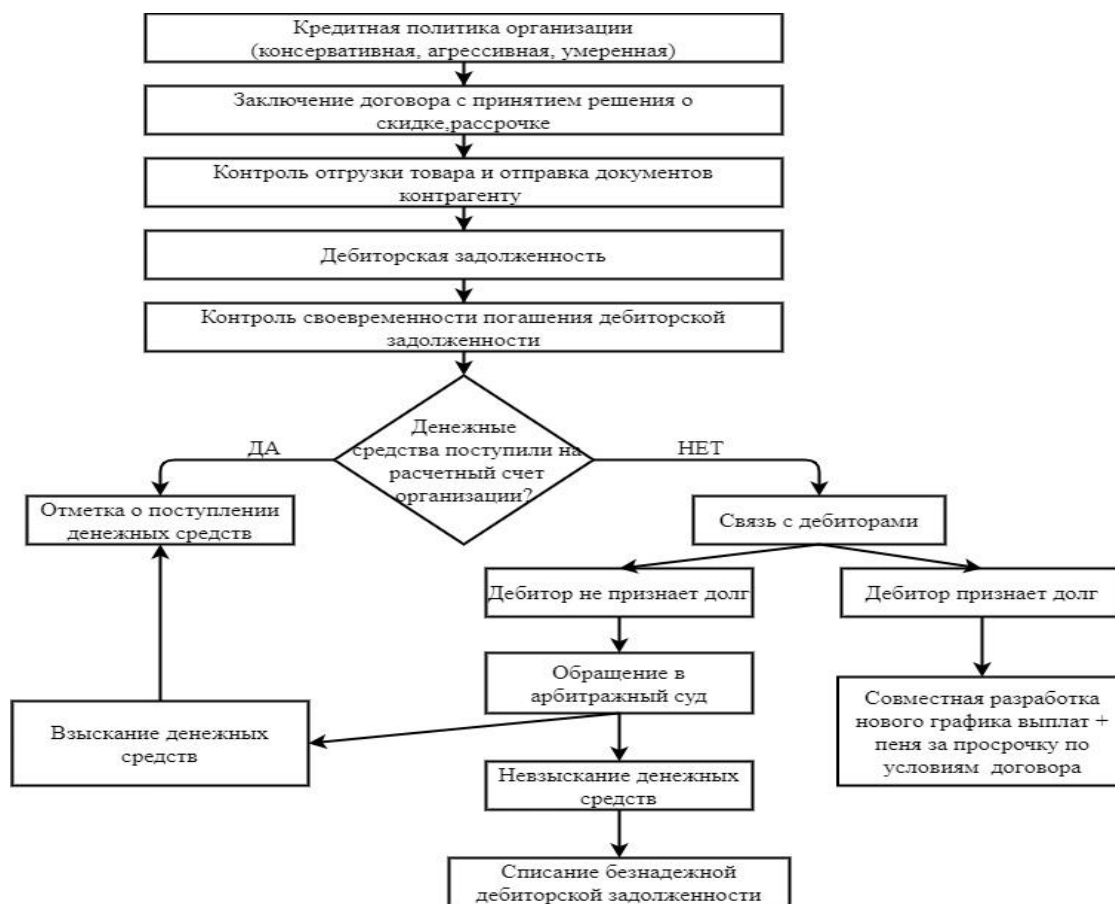 Кредитная политика организации
(консервативная, агрессивная, умеренная)
Заключение договора с принятием решения о
скидке,рассрочке
Контроль отгрузки товара и отправка документов
контрагенту
Дебиторская задолженность
Контроль своевременности погашения дебиторской
задолженности
Денежные
средства поступили на
расчетный счет
организации?
ДА
НЕТ
Отметка о поступлении
денежных средств
Связь с дебиторами
Дебитор не признает долг
Дебитор признает долг
Обращение в
арбитражный суд
Совместная разработка
нового графика выплат +
пеня за просрочку по
условиям договора
Взыскание денежных
средств
Невзыскание денежных
средств
Списание безнадежной
дебиторской задолженности